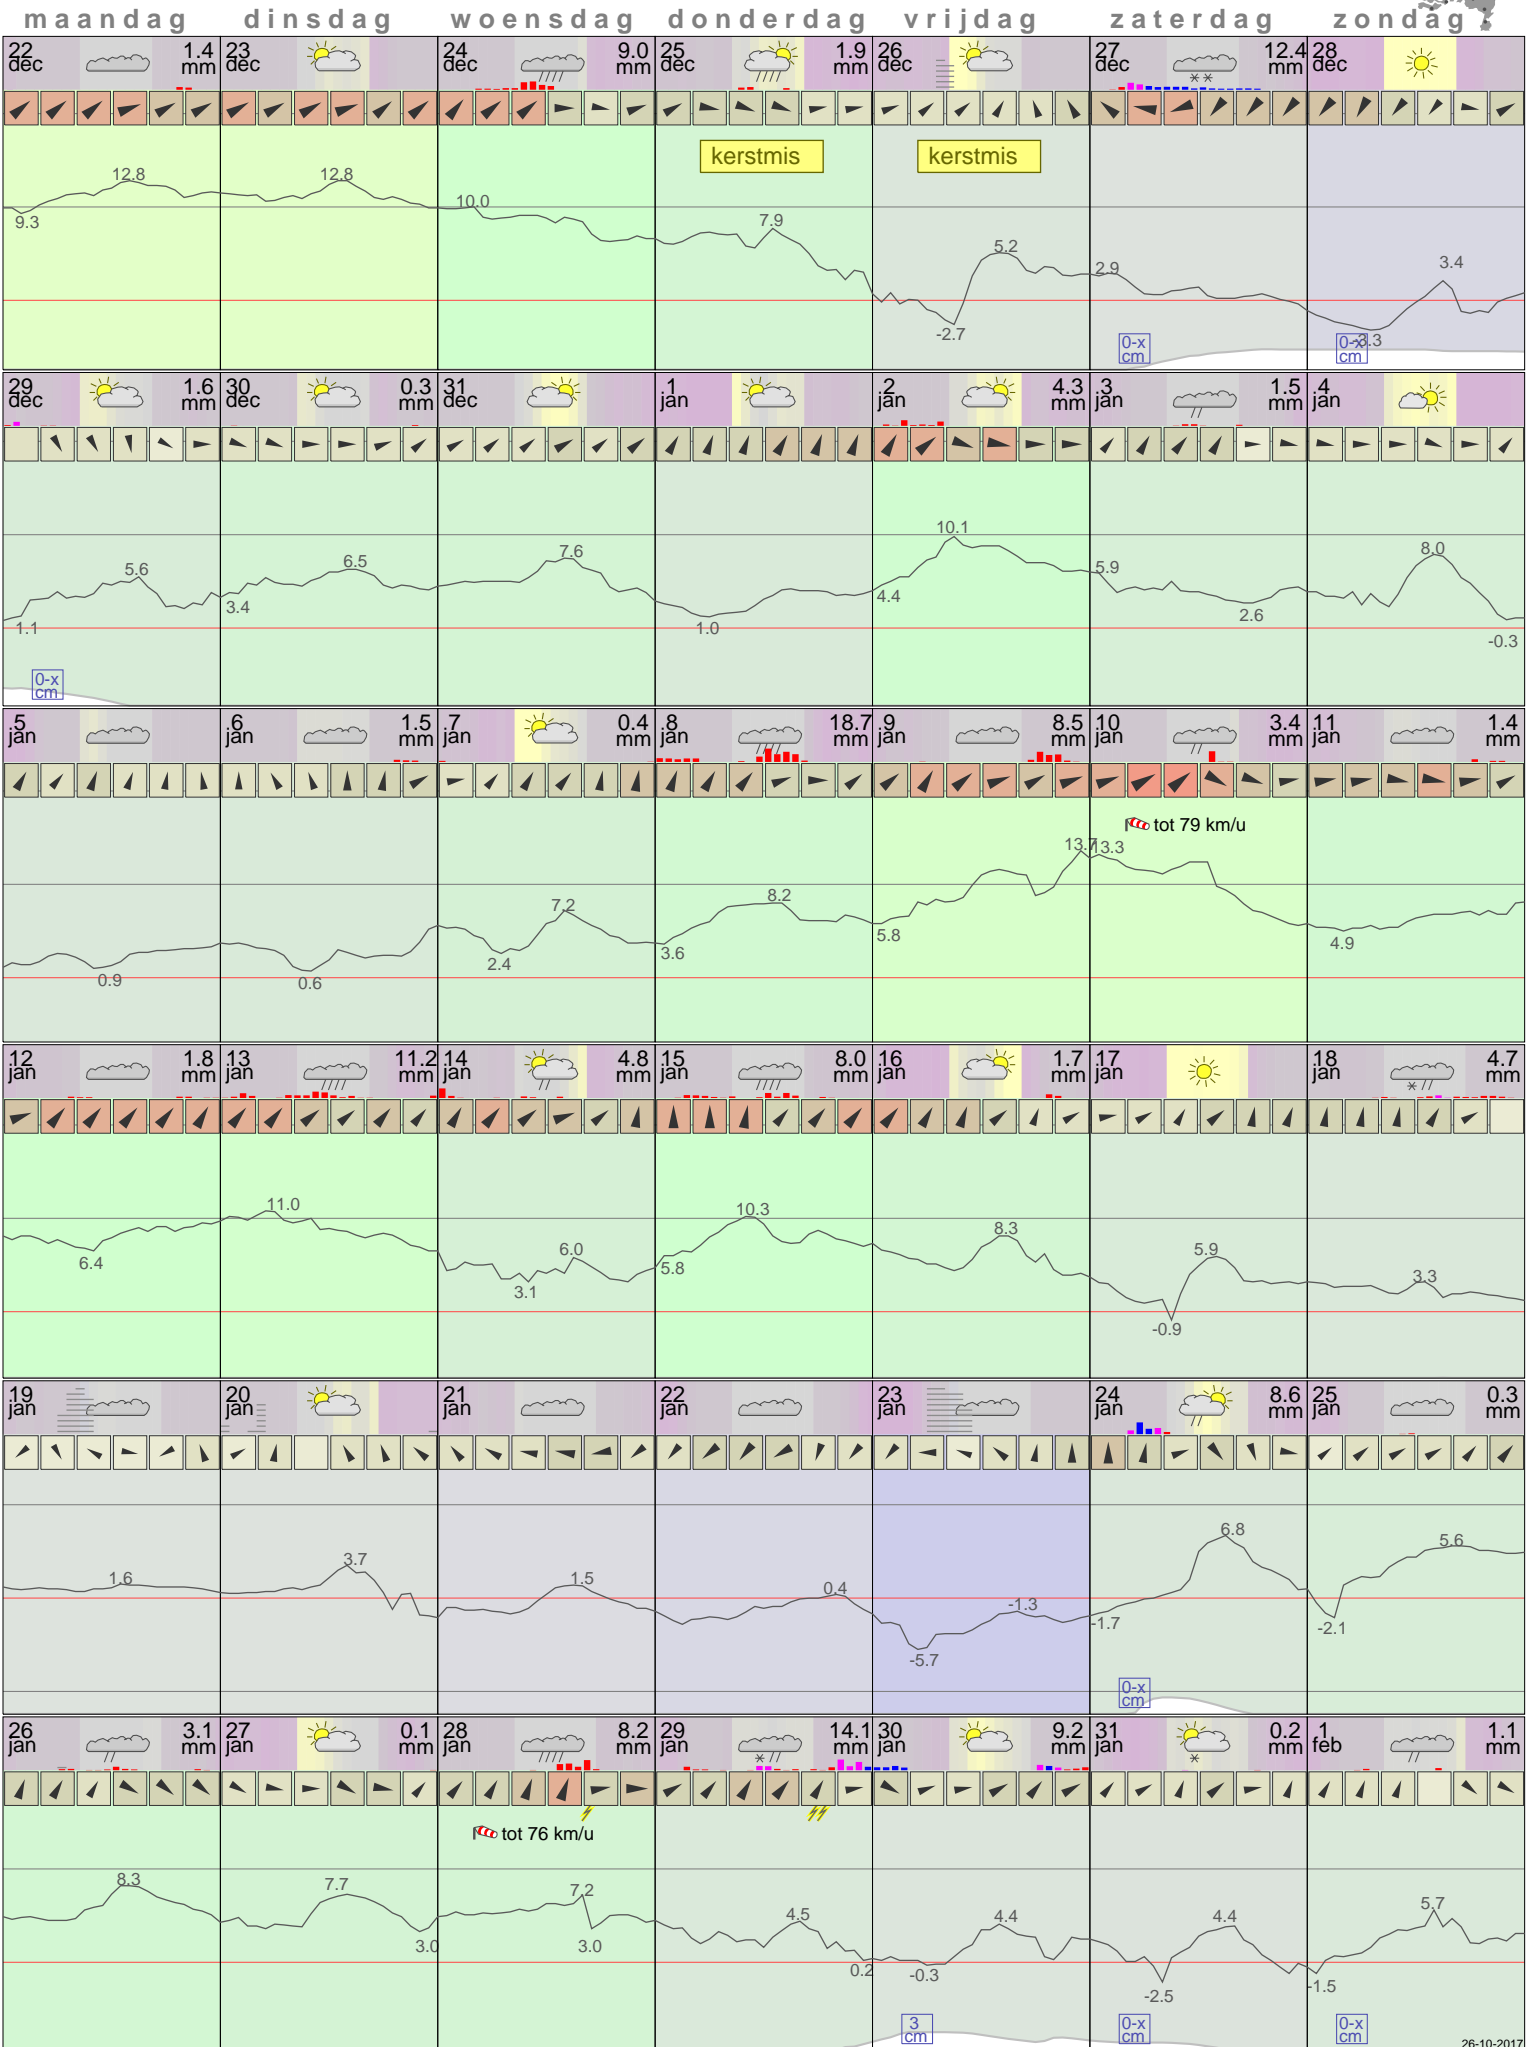 maandag dinsdag woensdag donderdag vrijdag zaterdag zondag
22 dec 1.4 mm
23 dec
24 dec 9.0 mm
25 dec 1.9 mm
26 dec
27 dec 12.4 mm
28 dec
kerstmis kerstmis
9.3 12.8 12.8 10.0 7.9 -2.7 5.2 2.9 -3.3 3.4
0-x cm 0-x cm
29 dec 1.6 mm
30 dec 0.3 mm
31 dec
1 jan
2 jan 4.3 mm
3 jan 1.5 mm
4 jan
1.1 5.6 3.4 6.5 7.6 1.0 4.4 10.1 5.9 2.6 8.0 -0.3
0-x cm
5 jan
6 jan 1.5 mm
7 jan 0.4 mm
8 jan 18.7 mm
9 jan 8.5 mm
10 jan 3.4 mm
11 jan 1.4 mm
tot 79 km/u
0.9 0.6 2.4 7.2 3.6 8.2 5.8 13.7 13.3 4.9
12 jan 1.8 mm
13 jan 11.2 mm
14 jan 4.8 mm
15 jan 8.0 mm
16 jan 1.7 mm
17 jan
18 jan 4.7 mm
6.4 11.0 3.1 6.0 5.8 10.3 8.3 -0.9 5.9 3.3
19 jan
20 jan
21 jan
22 jan
23 jan
24 jan 8.6 mm
25 jan 0.3 mm
1.6 3.7 1.5 0.4 -5.7 -1.3 -1.7 6.8 -2.1 5.6
0-x cm
26 jan 3.1 mm
27 jan 0.1 mm
28 jan 8.2 mm
29 jan 14.1 mm
30 jan 9.2 mm
31 jan 0.2 mm
1 feb 1.1 mm
tot 76 km/u
8.3 7.7 3.0 7.2 3.0 4.5 0.2 -0.3 4.4 -2.5 4.4 -1.5 5.7
3 cm 0-x cm 0-x cm
26-10-2017